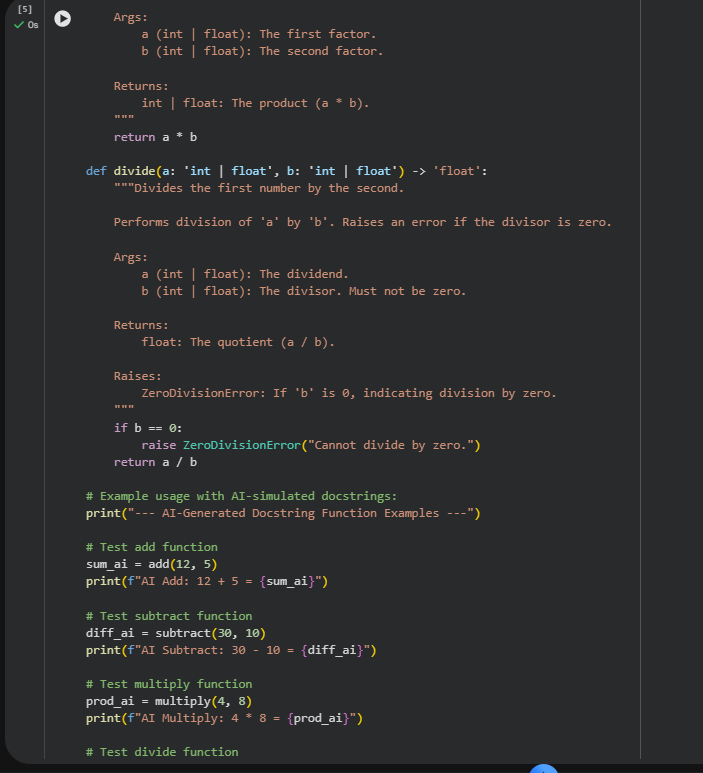 [5]
0s
Args:
a (int | float): The first factor.
b (int | float): The second factor.
Returns:
int | float: The product (a * b).
"""
return a * b
def divide(a: 'int | float', b: 'int | float') -> 'float':
"""Divides the first number by the second.
Performs division of 'a' by 'b'. Raises an error if the divisor is zero.
Args:
a (int | float): The dividend.
b (int | float): The divisor. Must not be zero.
Returns:
float: The quotient (a / b).
Raises:
ZeroDivisionError: If 'b' is 0, indicating division by zero.
"""
if b == 0:
raise ZeroDivisionError("Cannot divide by zero.")
return a / b
# Example usage with AI-simulated docstrings:
print("--- AI-Generated Docstring Function Examples ---")
# Test add function
sum_ai = add(12, 5)
print(f"AI Add: 12 + 5 = {sum_ai}")
# Test subtract function
diff_ai = subtract(30, 10)
print(f"AI Subtract: 30 - 10 = {diff_ai}")
# Test multiply function
prod_ai = multiply(4, 8)
print(f"AI Multiply: 4 * 8 = {prod_ai}")
# Test divide function